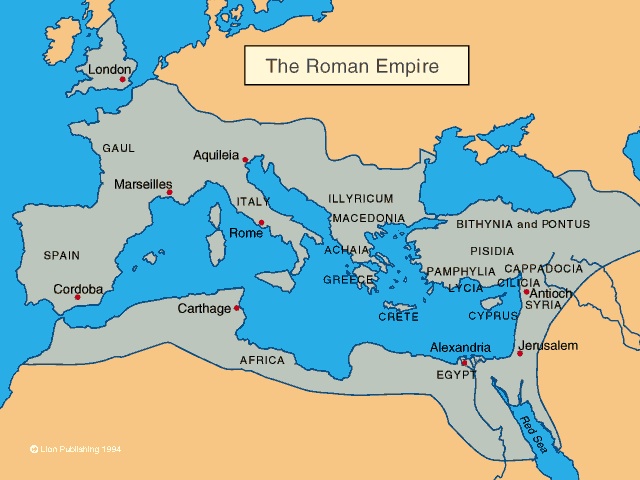 The Roman Empire
London
GAUL
Aquileia
Marseilles
ITALY
ILLYRICUM
MACEDONIA
Rome
BITHYNIA and PONTUS
ACHAIA
PISIDIA
SPAIN
PAMPHYLIA
CAPPADOCIA
GREECE
CILICIA
LYCIA
Cordoba
Antioch
SYRIA
Carthage
CRETE
CYPRUS
Alexandria
Jerusalem
AFRICA
EGYPT
Red Sea
© Lion Publishing 1994